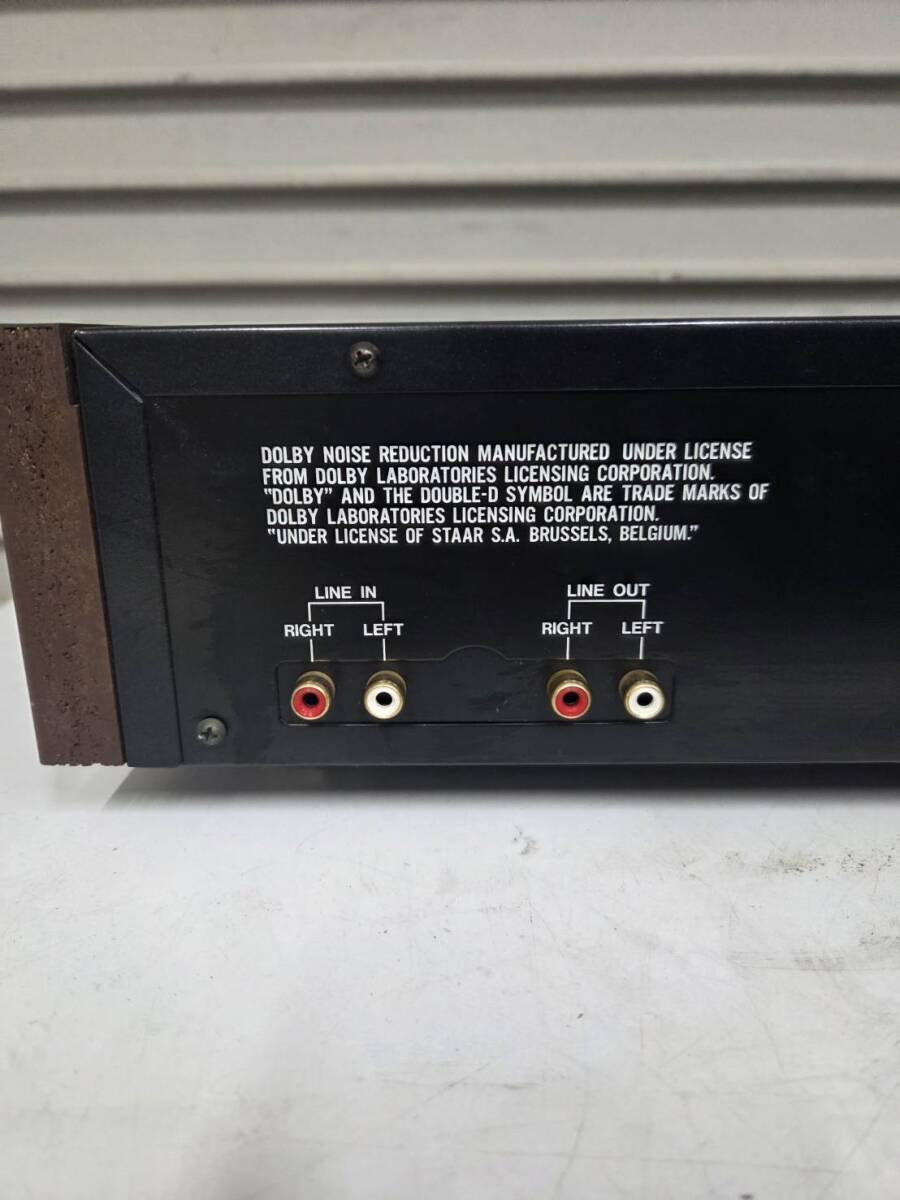 DOLBY NOISE REDUCTION MANUFACTURED UNDER LICENSE
FROM DOLBY LABORATORIES LICENSING CORPORATION.
"DOLBY" AND THE DOUBLE-D SYMBOL ARE TRADE MARKS OF
DOLBY LABORATORIES LICENSING CORPORATION.
"UNDER LICENSE OF STAAR S.A. BRUSSELS, BELGIUM."
LINE IN
RIGHT LEFT
LINE OUT
RIGHT LEFT